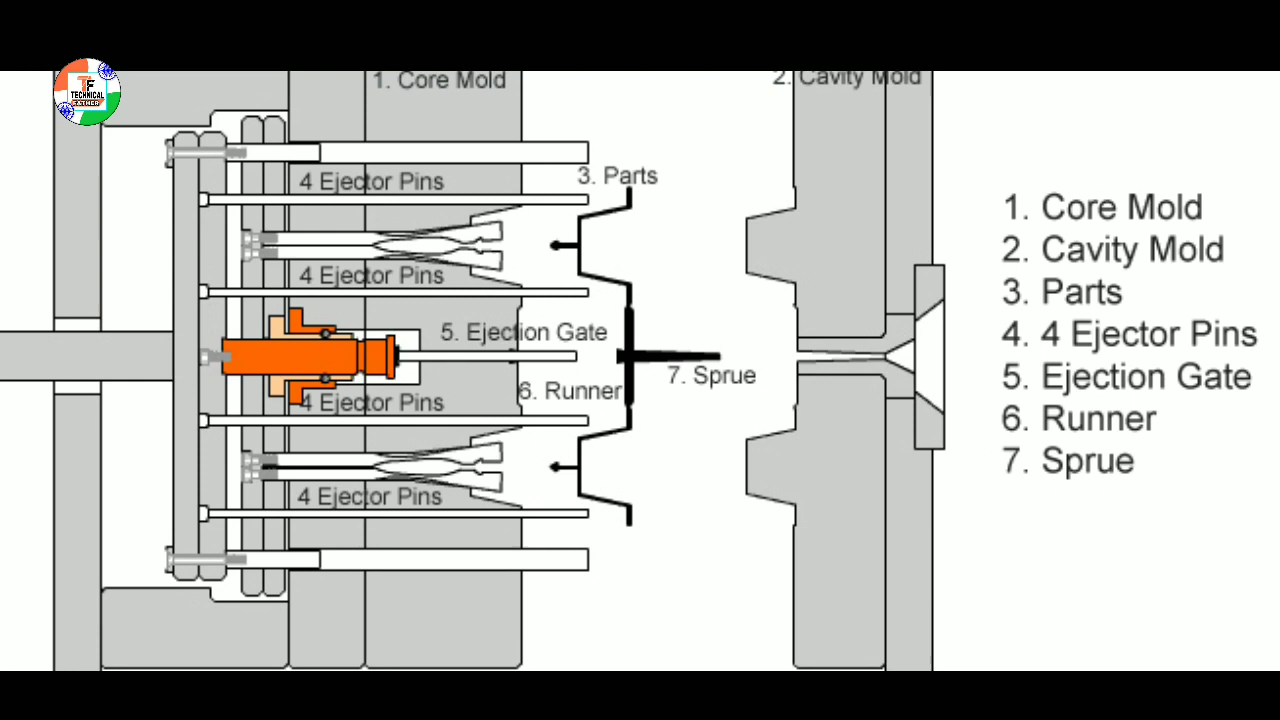 TF
TECHNICAL
FATHER
1. Core Mold
2. Cavity Mold
4 Ejector Pins
3. Parts
4 Ejector Pins
5. Ejection Gate
6. Runner
7. Sprue
4 Ejector Pins
4 Ejector Pins
1. Core Mold
2. Cavity Mold
3. Parts
4. 4 Ejector Pins
5. Ejection Gate
6. Runner
7. Sprue